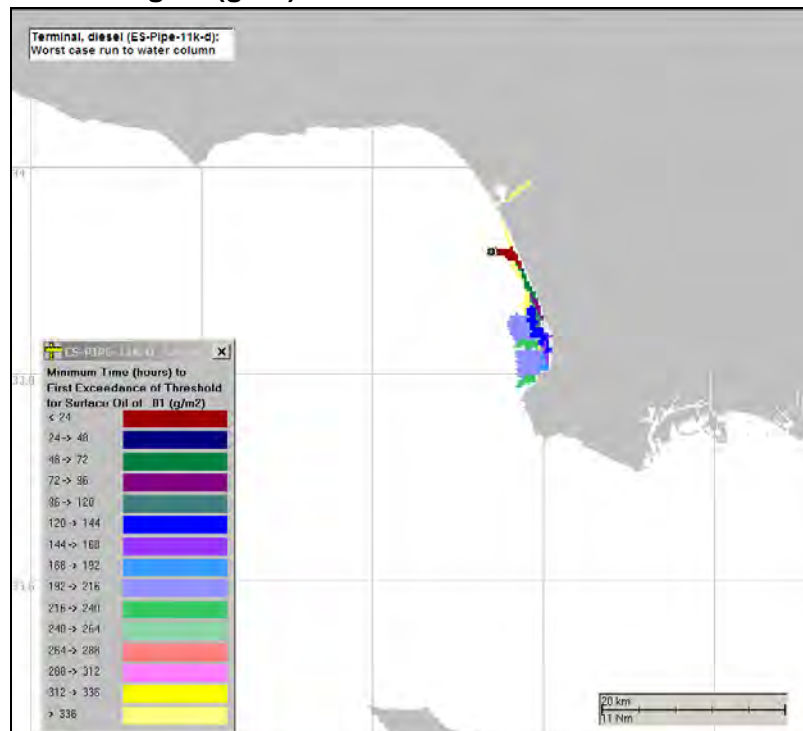 Terminal, diesel (ES-Pipe-11k-d):
Worst case run to water column
Minimum Time (hours) to
First Exceedance of Threshold
for Surface Oil of .01 (g/m2)
< 24
24-> 48
48-> 72
72-> 96
96-> 120
120-> 144
144-> 168
168-> 192
192-> 216
216-> 240
240-> 264
264-> 288
288-> 312
312-> 336
> 336
20 km
11 Nm